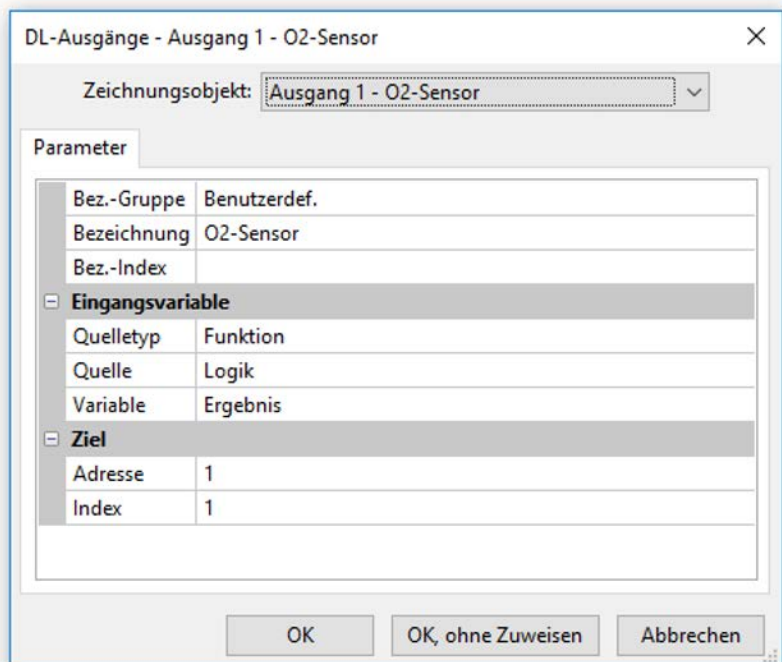 DL-Ausgänge - Ausgang 1 - O2-Sensor
Zeichnungsobjekt: Ausgang 1 - O2-Sensor
Parameter
Bez.-Gruppe Benutzerdef.
Bezeichnung O2-Sensor
Bez.-Index
Eingangsvariable
Quelletyp Funktion
Quelle Logik
Variable Ergebnis
Ziel
Adresse 1
Index 1
OK OK, ohne Zuweisen Abbrechen